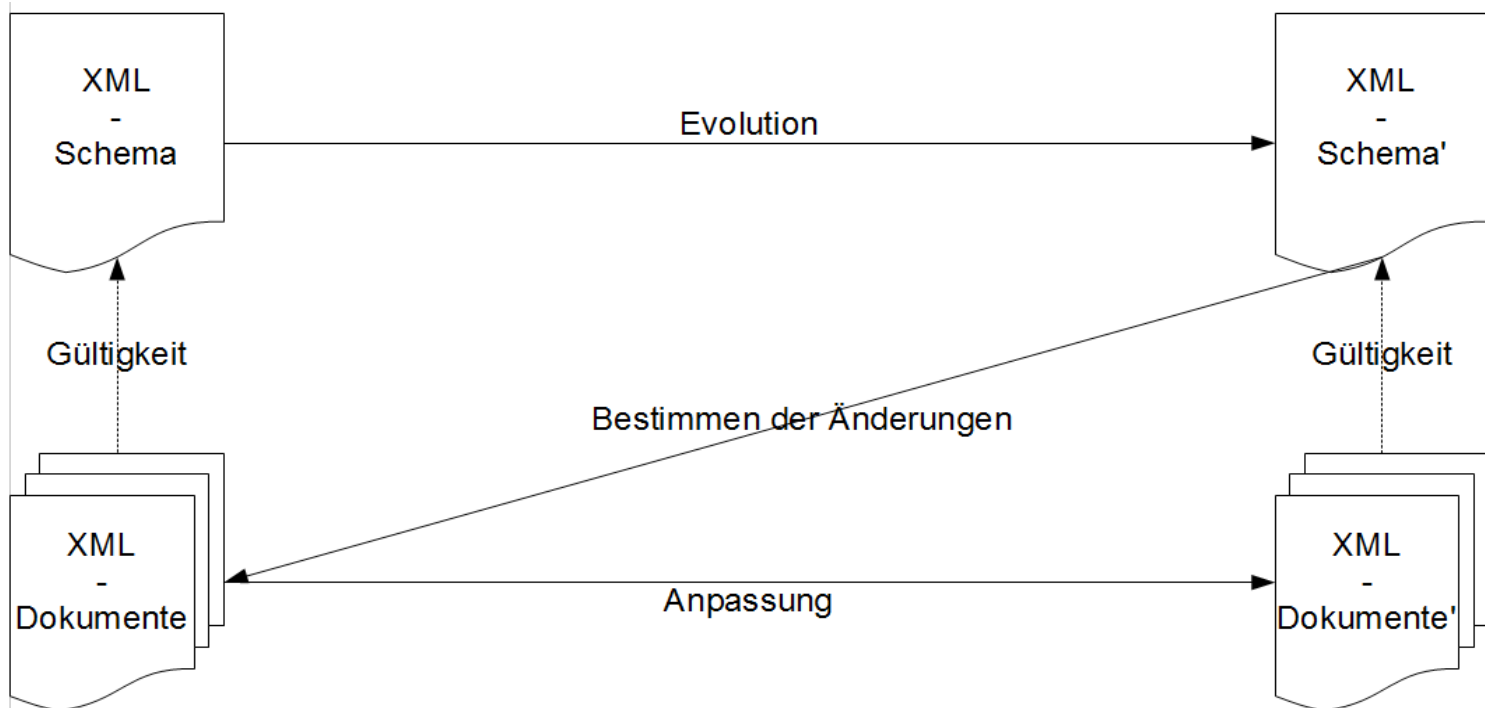 XML
-
Schema
Evolution
XML
-
Schema'
Gültigkeit
Gültigkeit
Bestimmen der Änderungen
XML
-
Dokumente
Anpassung
XML
-
Dokumente'